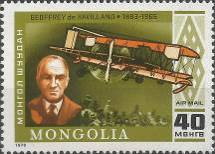 GEOFFREY de HAVILLAND • 1883-1965
МОНГОЛ ШУУДАН
AIR MAIL
40
МӨНГӨ
MONGOLIA
1978